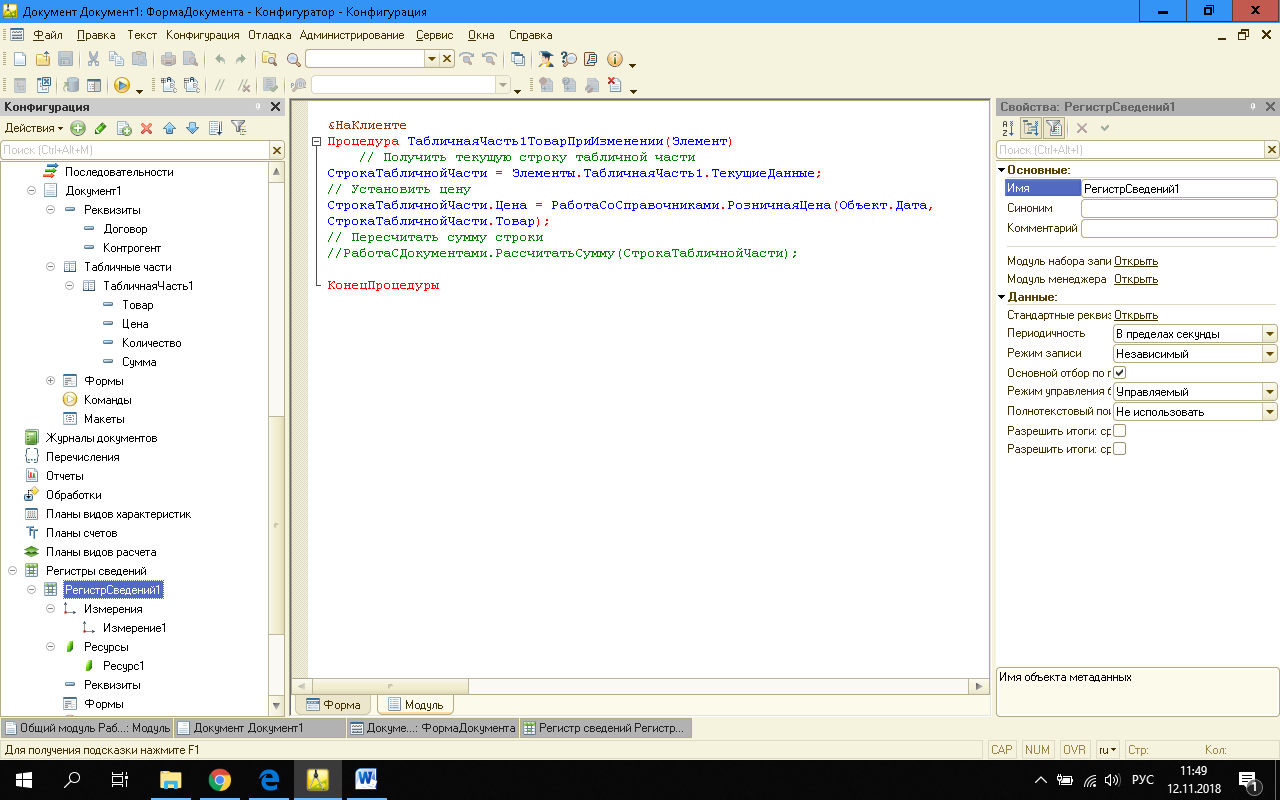 Документ Документ1: ФормаДокумента - Конфигуратор - Конфигурация
Файл Правка Текст Конфигурация Отладка Администрирование Сервис Окна Справка
Конфигурация
Действия
Поиск (Ctrl+Alt+M)
Последовательности
Документ1
Реквизиты
Договор
Контрогент
Табличные части
ТабличнаяЧасть1
Товар
Цена
Количество
Сумма
Формы
Команды
Макеты
Журналы документов
Перечисления
Отчеты
Обработки
Планы видов характеристик
Планы счетов
Планы видов расчета
Регистры сведений
РегистрСведений1
Измерения
Измерение1
Ресурсы
Ресурс1
Реквизиты
Формы
&НаКлиенте
Процедура ТабличнаяЧасть1ТоварПриИзменении(Элемент)
// Получить текущую строку табличной части
СтрокаТабличнойЧасти = Элементы.ТабличнаяЧасть1.ТекущиеДанные;
// Установить цену
СтрокаТабличнойЧасти.Цена = РаботаСоСправочниками.РозничнаяЦена(Объект.Дата,
СтрокаТабличнойЧасти.Товар);
// Пересчитать сумму строки
//РаботаСДокументами.РассчитатьСумму(СтрокаТабличнойЧасти);
КонецПроцедуры
Форма Модуль
Свойства: РегистрСведений1
Поиск (Ctrl+Alt+I)
Основные:
Имя РегистрСведений1
Синоним
Комментарий
Модуль набора запи Открыть
Модуль менеджера Открыть
Данные:
Стандартные реквиз Открыть
Периодичность В пределах секунды
Режим записи Независимый
Основной отбор по п
Режим управления б Управляемый
Полнотекстовый пои Не использовать
Разрешить итоги: ср
Разрешить итоги: ср
Имя объекта метаданных
Общий модуль Раб...: Модуль Документ Документ1 Докуме...: ФормаДокумента Регистр сведений Регистр...
Для получения подсказки нажмите F1 CAP NUM OVR ru Стр: Кол:
РУС 11:49
12.11.2018
1